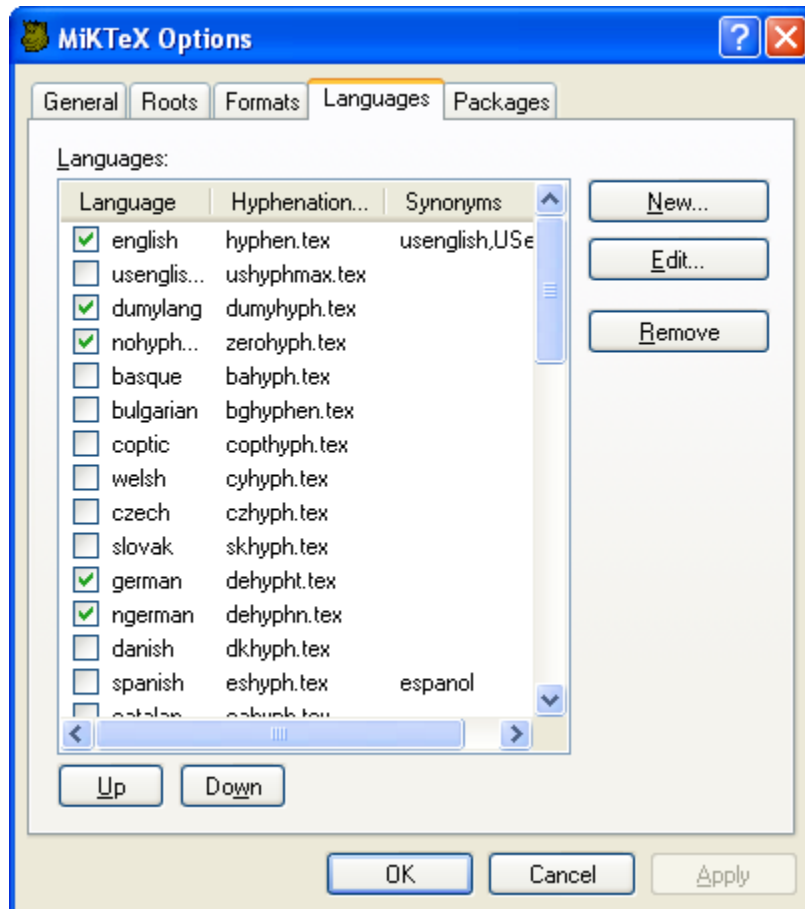 MiKTeX Options
General Roots Formats Languages Packages
Languages:
Language Hyphenation... Synonyms
english hyphen.tex usenglish,USe
usenglis... ushyphmax.tex
dumylang dumyhyph.tex
nohyph... zerohyph.tex
basque bahyph.tex
bulgarian bghyphen.tex
coptic copthyph.tex
welsh cyhyph.tex
czech czhyph.tex
slovak skhyph.tex
german dehypht.tex
ngerman dehyphn.tex
danish dkhyph.tex
spanish eshyph.tex espanol
New...
Edit...
Remove
Up Down
OK Cancel Apply